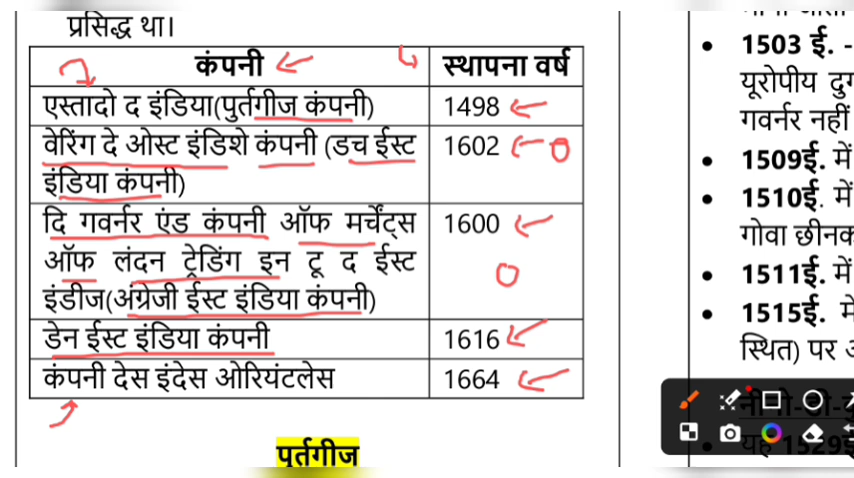 प्रसिद्ध था।
कंपनी स्थापना वर्ष
एस्तादो द इंडिया(पुर्तगीज कंपनी) 1498
वेरिंग दे ओस्ट इंडिशे कंपनी (डच ईस्ट 1602
इंडिया कंपनी)
दि गवर्नर एंड कंपनी ऑफ मर्चेंट्स 1600
ऑफ लंदन ट्रेडिंग इन टू द ईस्ट
इंडीज(अंग्रेजी ईस्ट इंडिया कंपनी)
डेन ईस्ट इंडिया कंपनी 1616
कंपनी देस इंदेस ओरियंटलेस 1664
पुर्तगीज
1503 ई. -
यूरोपीय
गवर्नर नहीं
1509ई. में
1510ई. में
गोवा
1511ई. में
1515ई.
स्थित) पर
यह 1529ई